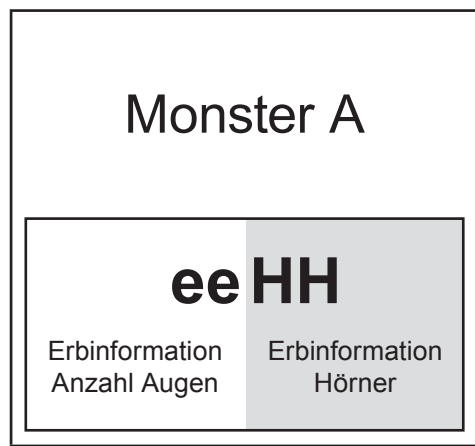 Monster A
ee HH
Erbinformation
Anzahl Augen
Erbinformation
Hörner